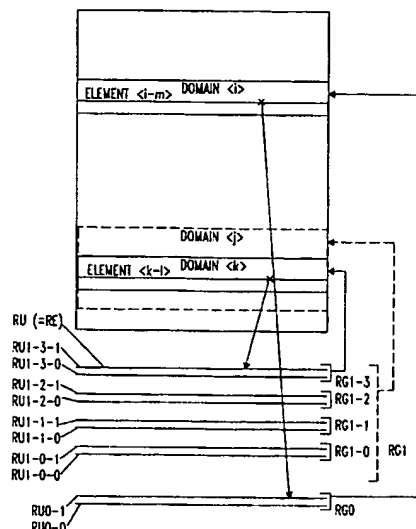 DOMAIN <i>
ELEMENT <i-m>
DOMAIN <j>
DOMAIN <k>
ELEMENT <k-l>
RU (=RE)
RU1-3-1
RU1-3-0
RG1-3
RU1-2-1
RU1-2-0
RG1-2
RU1-1-1
RU1-1-0
RG1-1
RG1
RU1-0-1
RU1-0-0
RG1-0
RU0-1
RU0-0
RG0